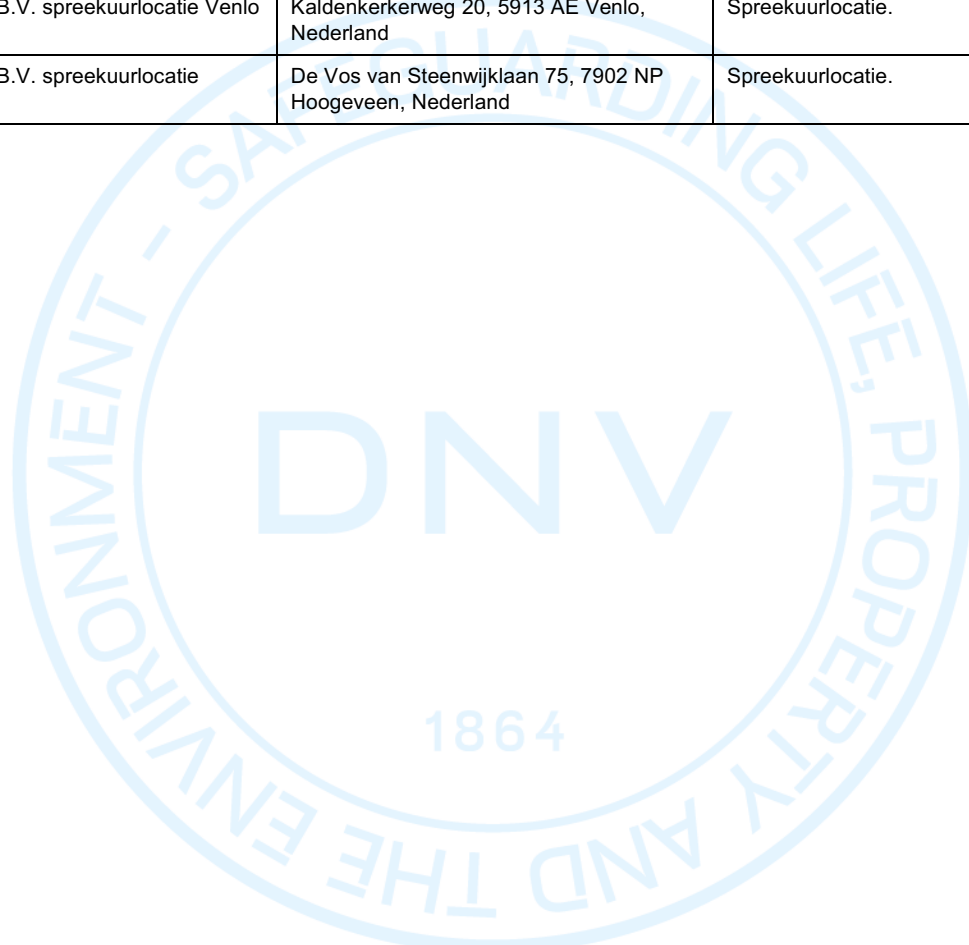 B.V. spreekuurlocatie Venlo
Kaldenkerkerweg 20, 5913 AE Venlo,
Nederland
Spreekuurlocatie.
B.V. spreekuurlocatie
De Vos van Steenwijklaan 75, 7902 NP
Hoogeveen, Nederland
Spreekuurlocatie.
SAFEGUARDING LIFE, PROPERTY AND THE ENVIRONMENT -
DNV
1864